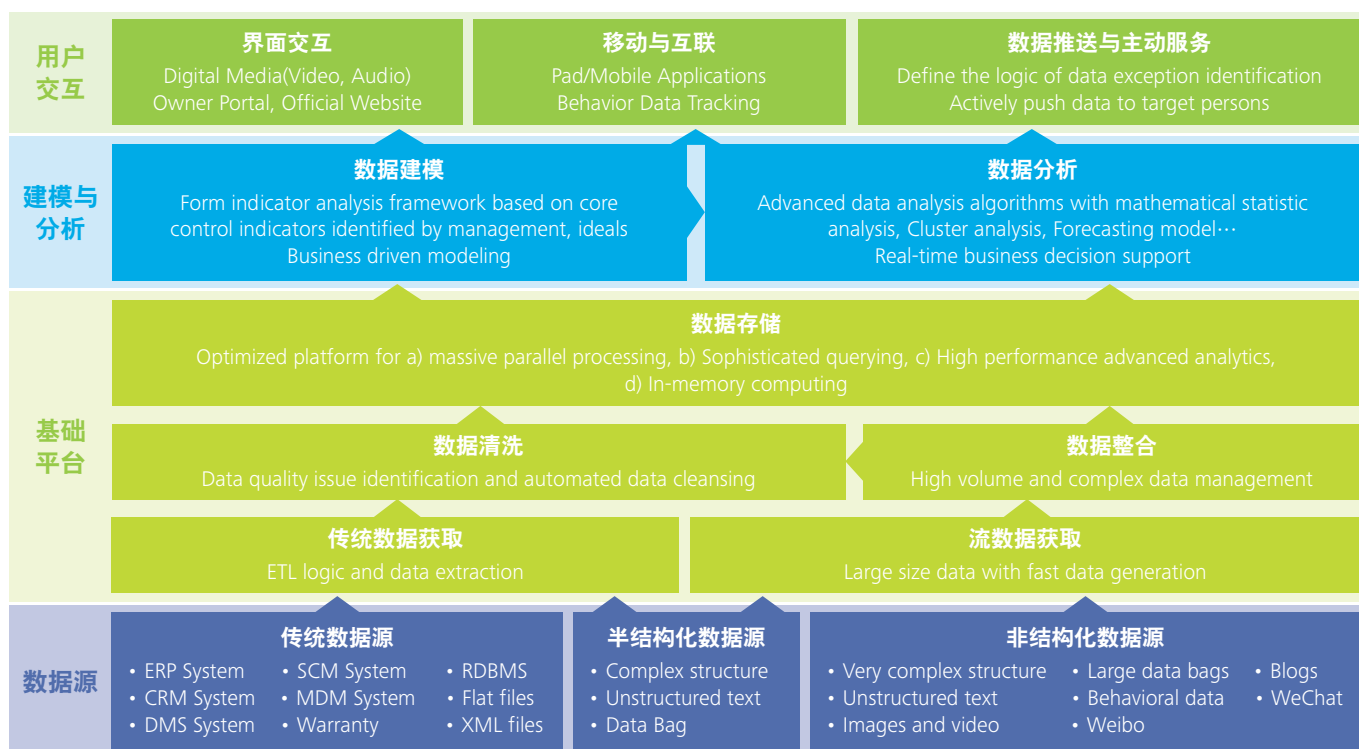 用户
交互
界面交互
Digital Media(Video, Audio)
Owner Portal, Official Website
移动与互联
Pad/Mobile Applications
Behavior Data Tracking
数据推送与主动服务
Define the logic of data exception identification
Actively push data to target persons
建模与
分析
数据建模
Form indicator analysis framework based on core
control indicators identified by management, ideals
Business driven modeling
数据分析
Advanced data analysis algorithms with mathematical statistic
analysis, Cluster analysis, Forecasting model…
Real-time business decision support
基础
平台
数据存储
Optimized platform for a) massive parallel processing, b) Sophisticated querying, c) High performance advanced analytics,
d) In-memory computing
数据清洗
Data quality issue identification and automated data cleansing
数据整合
High volume and complex data management
传统数据获取
ETL logic and data extraction
流数据获取
Large size data with fast data generation
数据源
传统数据源
• ERP System
• CRM System
• DMS System
• SCM System
• MDM System
• Warranty
• RDBMS
• Flat files
• XML files
半结构化数据源
• Complex structure
• Unstructured text
• Data Bag
非结构化数据源
• Very complex structure
• Unstructured text
• Images and video
• Large data bags
• Behavioral data
• Weibo
• Blogs
• WeChat